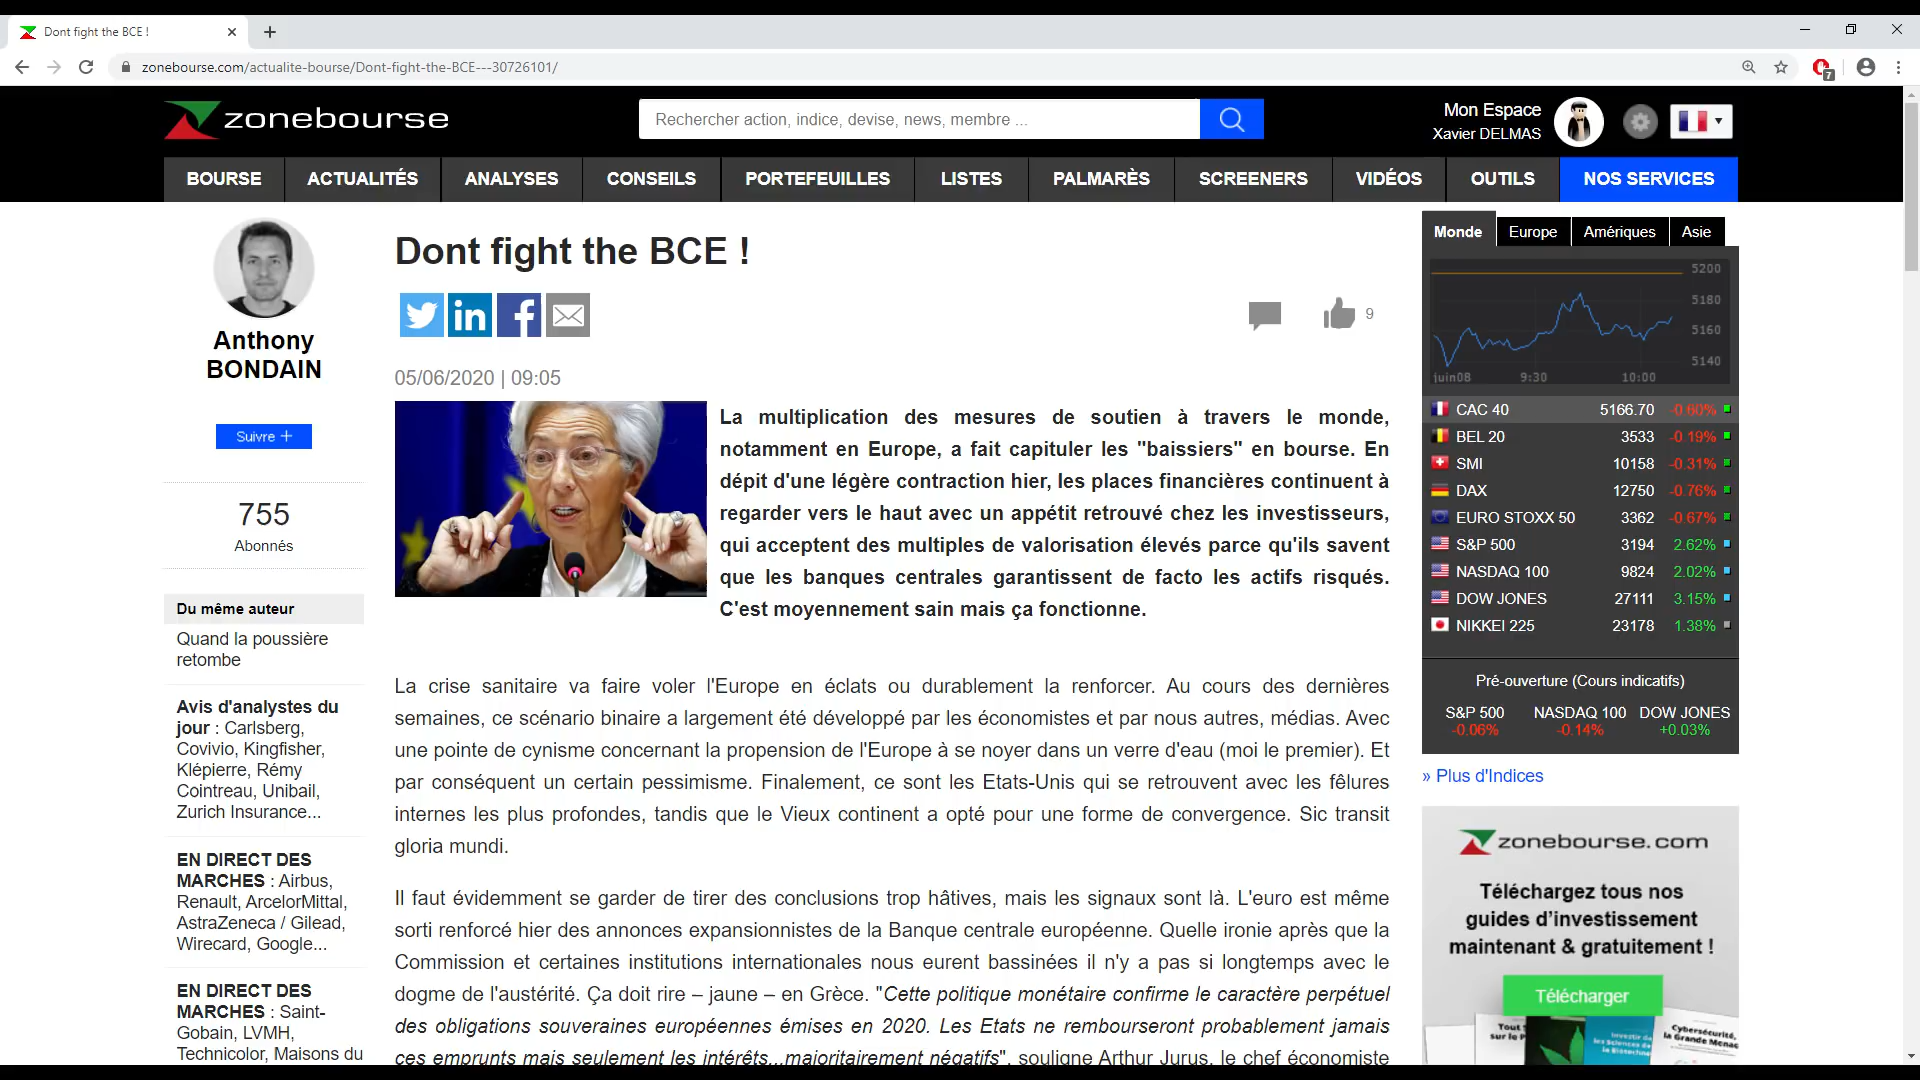 Dont fight the BCE !
zonebourse.com/actualite-bourse/Dont-fight-the-BCE---30726101/
7
zonebourse
Rechercher action, indice, devise, news, membre ...
Mon Espace
Xavier DELMAS
BOURSE
ACTUALITÉS
ANALYSES
CONSEILS
PORTEFEUILLES
LISTES
PALMARÈS
SCREENERS
VIDÉOS
OUTILS
NOS SERVICES
Anthony
BONDAIN
Suivre +
755
Abonnés
Du même auteur
Quand la poussière
retombe
Avis d'analystes du
jour : Carlsberg,
Covivio, Kingfisher,
Klépierre, Rémy
Cointreau, Unibail,
Zurich Insurance...
EN DIRECT DES
MARCHES : Airbus,
Renault, ArcelorMittal,
AstraZeneca / Gilead,
Wirecard, Google...
EN DIRECT DES
MARCHES : Saint-
Gobain, LVMH,
Technicolor, Maisons du
Dont fight the BCE !
9
05/06/2020 | 09:05
La multiplication des mesures de soutien à travers le monde,
notamment en Europe, a fait capituler les "baissiers" en bourse. En
dépit d'une légère contraction hier, les places financières continuent à
regarder vers le haut avec un appétit retrouvé chez les investisseurs,
qui acceptent des multiples de valorisation élevés parce qu'ils savent
que les banques centrales garantissent de facto les actifs risqués.
C'est moyennement sain mais ça fonctionne.
La crise sanitaire va faire voler l'Europe en éclats ou durablement la renforcer. Au cours des dernières
semaines, ce scénario binaire a largement été développé par les économistes et par nous autres, médias. Avec
une pointe de cynisme concernant la propension de l'Europe à se noyer dans un verre d'eau (moi le premier). Et
par conséquent un certain pessimisme. Finalement, ce sont les Etats-Unis qui se retrouvent avec les fêlures
internes les plus profondes, tandis que le Vieux continent a opté pour une forme de convergence. Sic transit
gloria mundi.
Il faut évidemment se garder de tirer des conclusions trop hâtives, mais les signaux sont là. L'euro est même
sorti renforcé hier des annonces expansionnistes de la Banque centrale européenne. Quelle ironie après que la
Commission et certaines institutions internationales nous eurent bassinées il n'y a pas si longtemps avec le
dogme de l'austérité. Ça doit rire – jaune – en Grèce. "Cette politique monétaire confirme le caractère perpétuel
des obligations souveraines européennes émises en 2020. Les Etats ne rembourseront probablement jamais
ces emprunts mais seulement les intérêts...majoritairement négatifs", souligne Arthur Jurus, le chef économiste
Monde
Europe
Amériques
Asie
5200
5180
5160
5140
juin08 9:30 10:00
CAC 40 5166.70 -0.60%
BEL 20 3533 -0.19%
SMI 10158 -0.31%
DAX 12750 -0.76%
EURO STOXX 50 3362 -0.67%
S&P 500 3194 2.62%
NASDAQ 100 9824 2.02%
DOW JONES 27111 3.15%
NIKKEI 225 23178 1.38%
Pré-ouverture (Cours indicatifs)
S&P 500 NASDAQ 100 DOW JONES
-0.06% -0.14% +0.03%
» Plus d'Indices
zonebourse.com
Téléchargez tous nos
guides d'investissement
maintenant & gratuitement !
Télécharger
Cybersécurité,